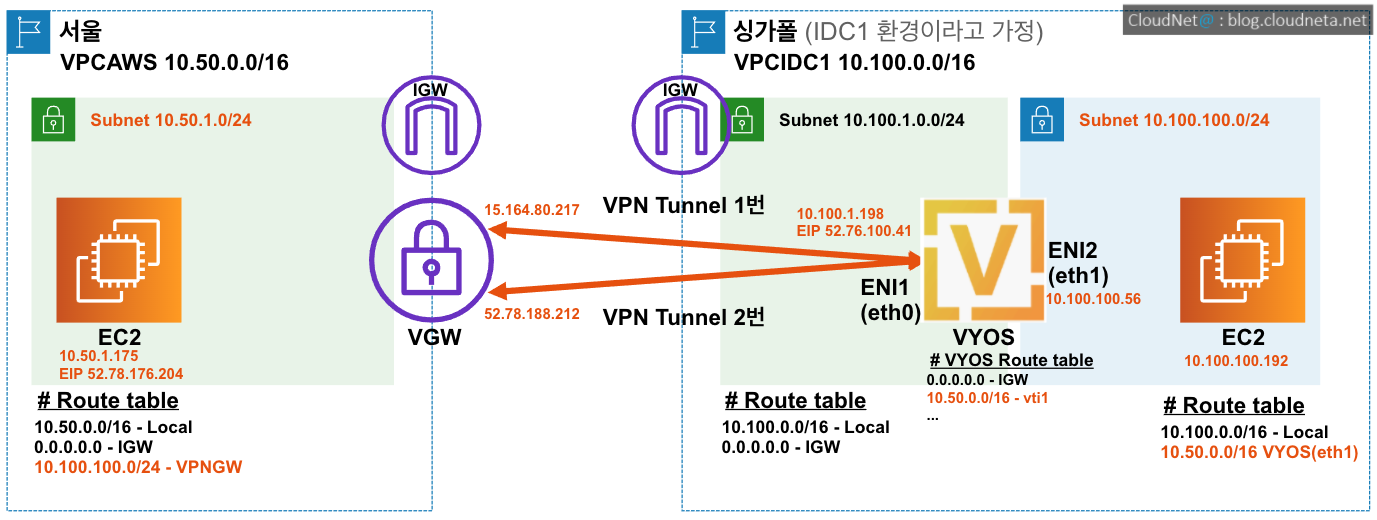 CloudNet@ : blog.cloudneta.net
서울
VPCAWS 10.50.0.0/16
IGW
Subnet 10.50.1.0/24
EC2
10.50.1.175
EIP 52.78.176.204
# Route table
10.50.0.0/16 - Local
0.0.0.0.0 - IGW
10.100.100.0/24 - VPNGW
VGW
15.164.80.217
VPN Tunnel 1번
52.78.188.212
VPN Tunnel 2번
싱가폴 (IDC1 환경이라고 가정)
VPCIDC1 10.100.0.0/16
IGW
Subnet 10.100.1.0.0/24
10.100.1.198
EIP 52.76.100.41
ENI1
(eth0)
V
VYOS
ENI2
(eth1)
10.100.100.56
# VYOS Route table
0.0.0.0.0 - IGW
10.50.0.0/16 - vti1
...
# Route table
10.100.0.0/16 - Local
0.0.0.0.0 - IGW
Subnet 10.100.100.0/24
EC2
10.100.100.192
# Route table
10.100.0.0/16 - Local
10.50.0.0/16 VYOS(eth1)